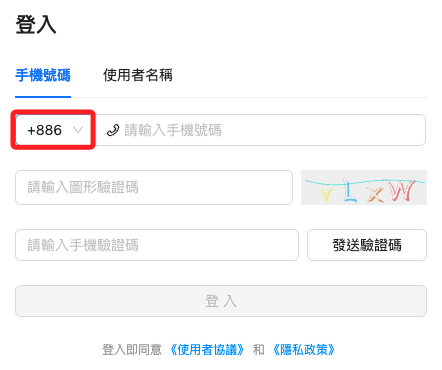 登入
手機號碼 使用者名稱
+886 請輸入手機號碼
請輸入圖形驗證碼 VLXW
請輸入手機驗證碼 發送驗證碼
登 入
登入即同意 《使用者協議》 和 《隱私政策》